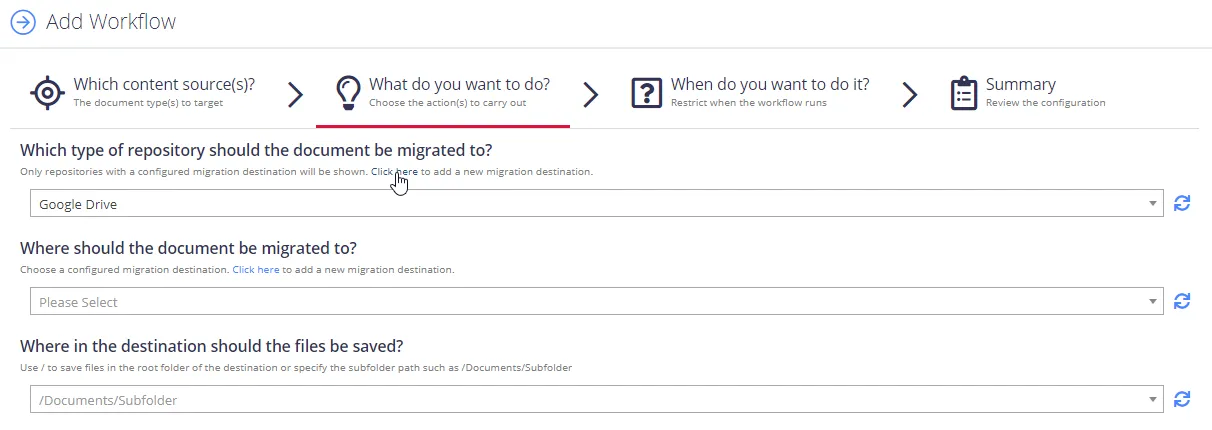 Add Workflow
Which content source(s)?
The document type(s) to target
What do you want to do?
Choose the action(s) to carry out
When do you want to do it?
Restrict when the workflow runs
Summary
Review the configuration
Which type of repository should the document be migrated to?
Only repositories with a configured migration destination will be shown. Click here to add a new migration destination.
Google Drive
Where should the document be migrated to?
Choose a configured migration destination. Click here to add a new migration destination.
Please Select
Where in the destination should the files be saved?
Use / to save files in the root folder of the destination or specify the subfolder path such as /Documents/Subfolder
/Documents/Subfolder